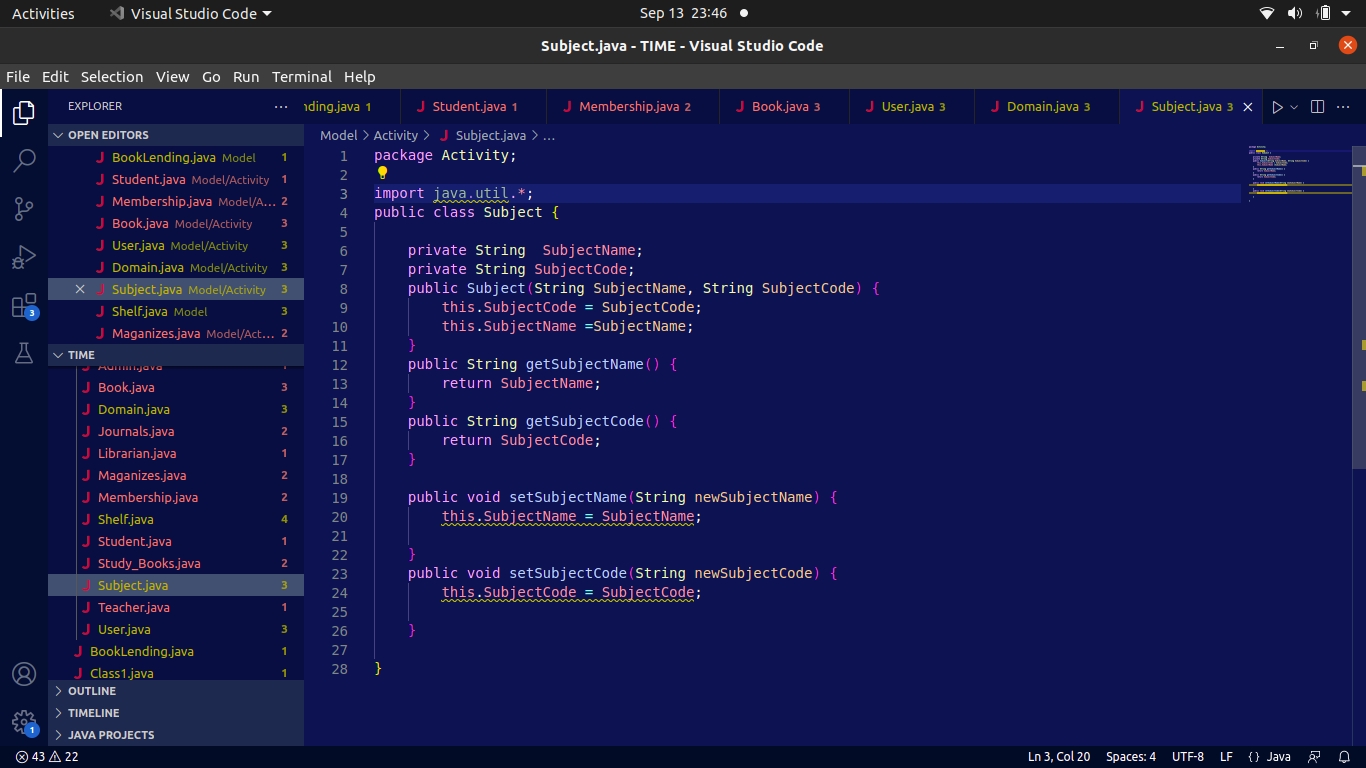 Activities Visual Studio Code Sep 13 23:46
Subject.java - TIME - Visual Studio Code
File Edit Selection View Go Run Terminal Help
EXPLORER
OPEN EDITORS
BookLending.java Model 1
Student.java Model/Activity 1
Membership.java Model/A... 2
Book.java Model/Activity 3
User.java Model/Activity 3
Domain.java Model/Activity 3
Subject.java Model/Activity 3
Shelf.java Model
Maganizes.java Model/Act... 2
TIME
Admin.java 1
Book.java 3
Domain.java 3
Journals.java 2
Librarian.java 1
Maganizes.java 2
Membership.java 2
Shelf.java 4
Student.java 1
Study_Books.java 2
Subject.java 3
Teacher.java 1
User.java 3
BookLending.java 1
Class1.java 1
OUTLINE
TIMELINE
JAVA PROJECTS
3
1
nding.java 1 Student.java 1 Membership.java 2 Book.java 3 User.java 3 Domain.java 3 Subject.java 3
Model > Activity > Subject.java > ...
1 package Activity;
2
3 import java.util.*;
4 public class Subject {
5
6 private String  SubjectName;
7 private String SubjectCode;
8 public Subject(String SubjectName, String SubjectCode) {
9 this.SubjectCode = SubjectCode;
10 this.SubjectName =SubjectName;
11 }
12 public String getSubjectName() {
13 return SubjectName;
14 }
15 public String getSubjectCode() {
16 return SubjectCode;
17 }
18
19 public void setSubjectName(String newSubjectName) {
20 this.SubjectName = SubjectName;
21
22 }
23 public void setSubjectCode(String newSubjectCode) {
24 this.SubjectCode = SubjectCode;
25
26 }
27
28 }
43 22 Ln 3, Col 20 Spaces: 4 UTF-8 LF {} Java